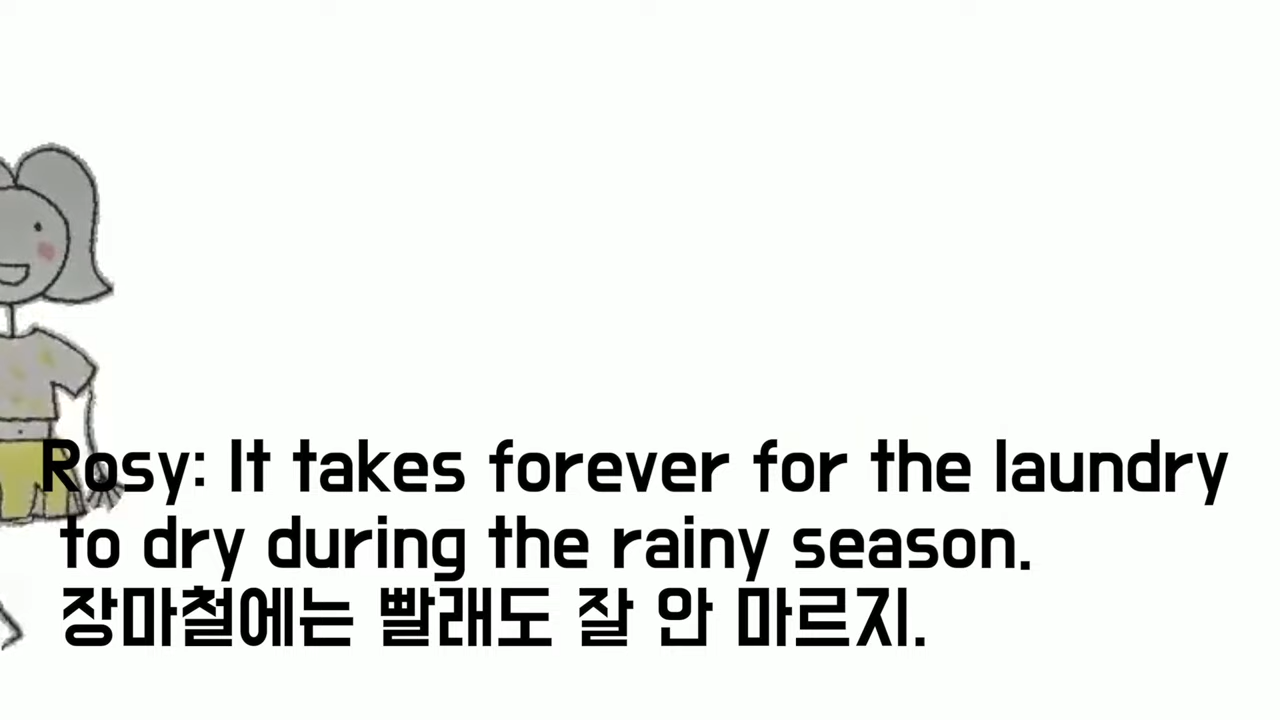 Rosy: It takes forever for the laundry
to dry during the rainy season.
장마철에는 빨래도 잘 안 마르지.